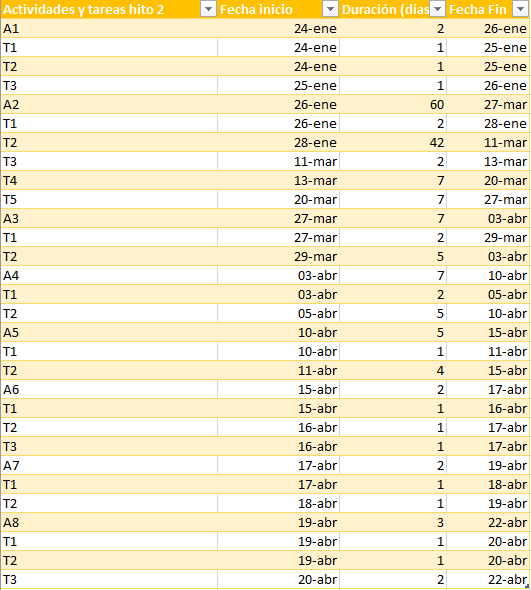 Actividades y tareas hito 2 Fecha inicio Duración (días Fecha Fin
A1 24-ene 2 26-ene
T1 24-ene 1 25-ene
T2 24-ene 1 25-ene
T3 25-ene 1 26-ene
A2 26-ene 60 27-mar
T1 26-ene 2 28-ene
T2 28-ene 42 11-mar
T3 11-mar 2 13-mar
T4 13-mar 7 20-mar
T5 20-mar 7 27-mar
A3 27-mar 7 03-abr
T1 27-mar 2 29-mar
T2 29-mar 5 03-abr
A4 03-abr 7 10-abr
T1 03-abr 2 05-abr
T2 05-abr 5 10-abr
A5 10-abr 5 15-abr
T1 10-abr 1 11-abr
T2 11-abr 4 15-abr
A6 15-abr 2 17-abr
T1 15-abr 1 16-abr
T2 16-abr 1 17-abr
T3 16-abr 1 17-abr
A7 17-abr 2 19-abr
T1 17-abr 1 18-abr
T2 18-abr 1 19-abr
A8 19-abr 3 22-abr
T1 19-abr 1 20-abr
T2 19-abr 1 20-abr
T3 20-abr 2 22-abr